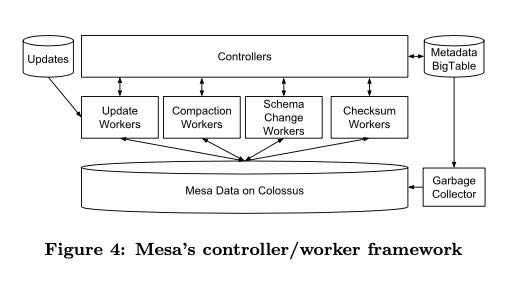 Updates
Controllers
Metadata
BigTable
Update
Workers
Compaction
Workers
Schema
Change
Workers
Checksum
Workers
Mesa Data on Colossus
Garbage
Collector
Figure 4: Mesa's controller/worker framework